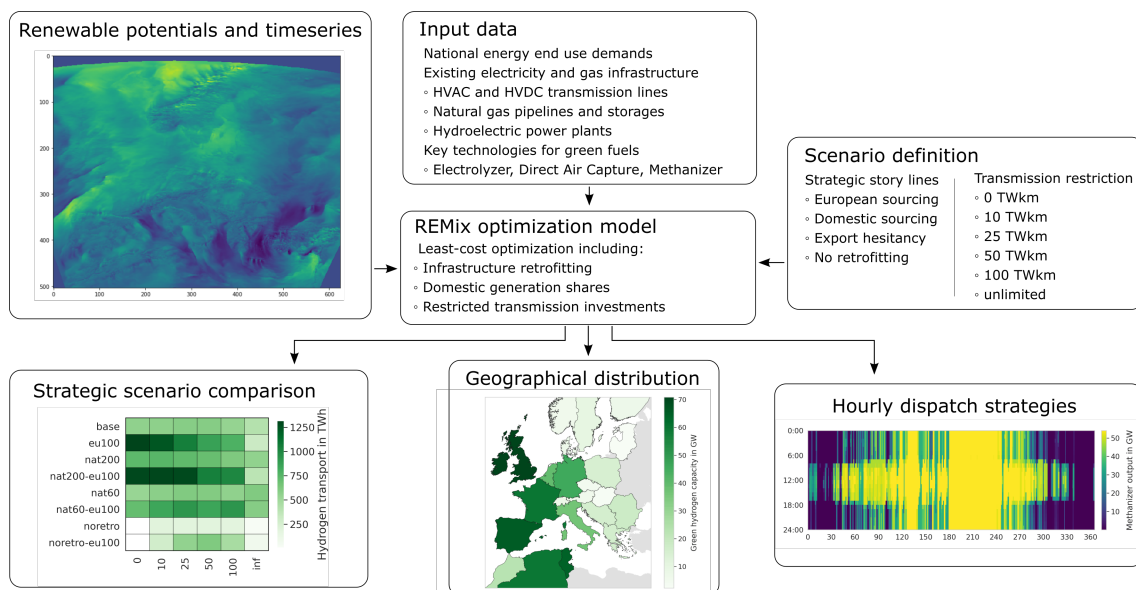 Renewable potentials and timeseries
0
100
200
300
400
500
0
100
200
300
400
500
600
Input data
National energy end use demands
Existing electricity and gas infrastructure
◦ HVAC and HVDC transmission lines
◦ Natural gas pipelines and storages
◦ Hydroelectric power plants
Key technologies for green fuels
◦ Electrolyzer, Direct Air Capture, Methanizer
Scenario definition
Strategic story lines
◦ European sourcing
◦ Domestic sourcing
◦ Export hesitancy
◦ No retrofitting
Transmission restriction
◦ 0 TWkm
◦ 10 TWkm
◦ 25 TWkm
◦ 50 TWkm
◦ 100 TWkm
◦ unlimited
REMix optimization model
Least-cost optimization including:
◦ Infrastructure retrofitting
◦ Domestic generation shares
◦ Restricted transmission investments
Strategic scenario comparison
base
eu100
nat200
nat200-eu100
nat60
nat60-eu100
noretro
noretro-eu100
0
10
25
50
100
inf
1250
1000
750
500
250
Hydrogen transport in TWh
Geographical distribution
70
60
50
40
30
20
10
Green hydrogen capacity in GW
Hourly dispatch strategies
0:00
6:00
12:00
18:00
24:00
0
30
60
90
120
150
180
210
240
270
300
330
360
50
40
30
20
10
Methanizer output in GW